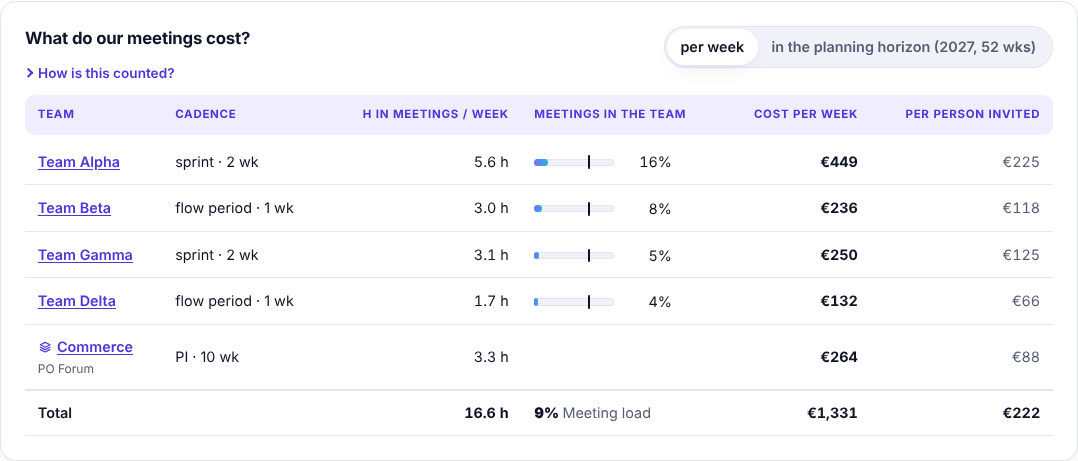 What do our meetings cost?
per week in the planning horizon (2027, 52 wks)
How is this counted?
TEAM CADENCE H IN MEETINGS / WEEK MEETINGS IN THE TEAM COST PER WEEK PER PERSON INVITED
Team Alpha sprint · 2 wk 5.6 h 16% €449 €225
Team Beta flow period · 1 wk 3.0 h 8% €236 €118
Team Gamma sprint · 2 wk 3.1 h 5% €250 €125
Team Delta flow period · 1 wk 1.7 h 4% €132 €66
Commerce PI · 10 wk 3.3 h €264 €88
PO Forum
Total 16.6 h 9% Meeting load €1,331 €222